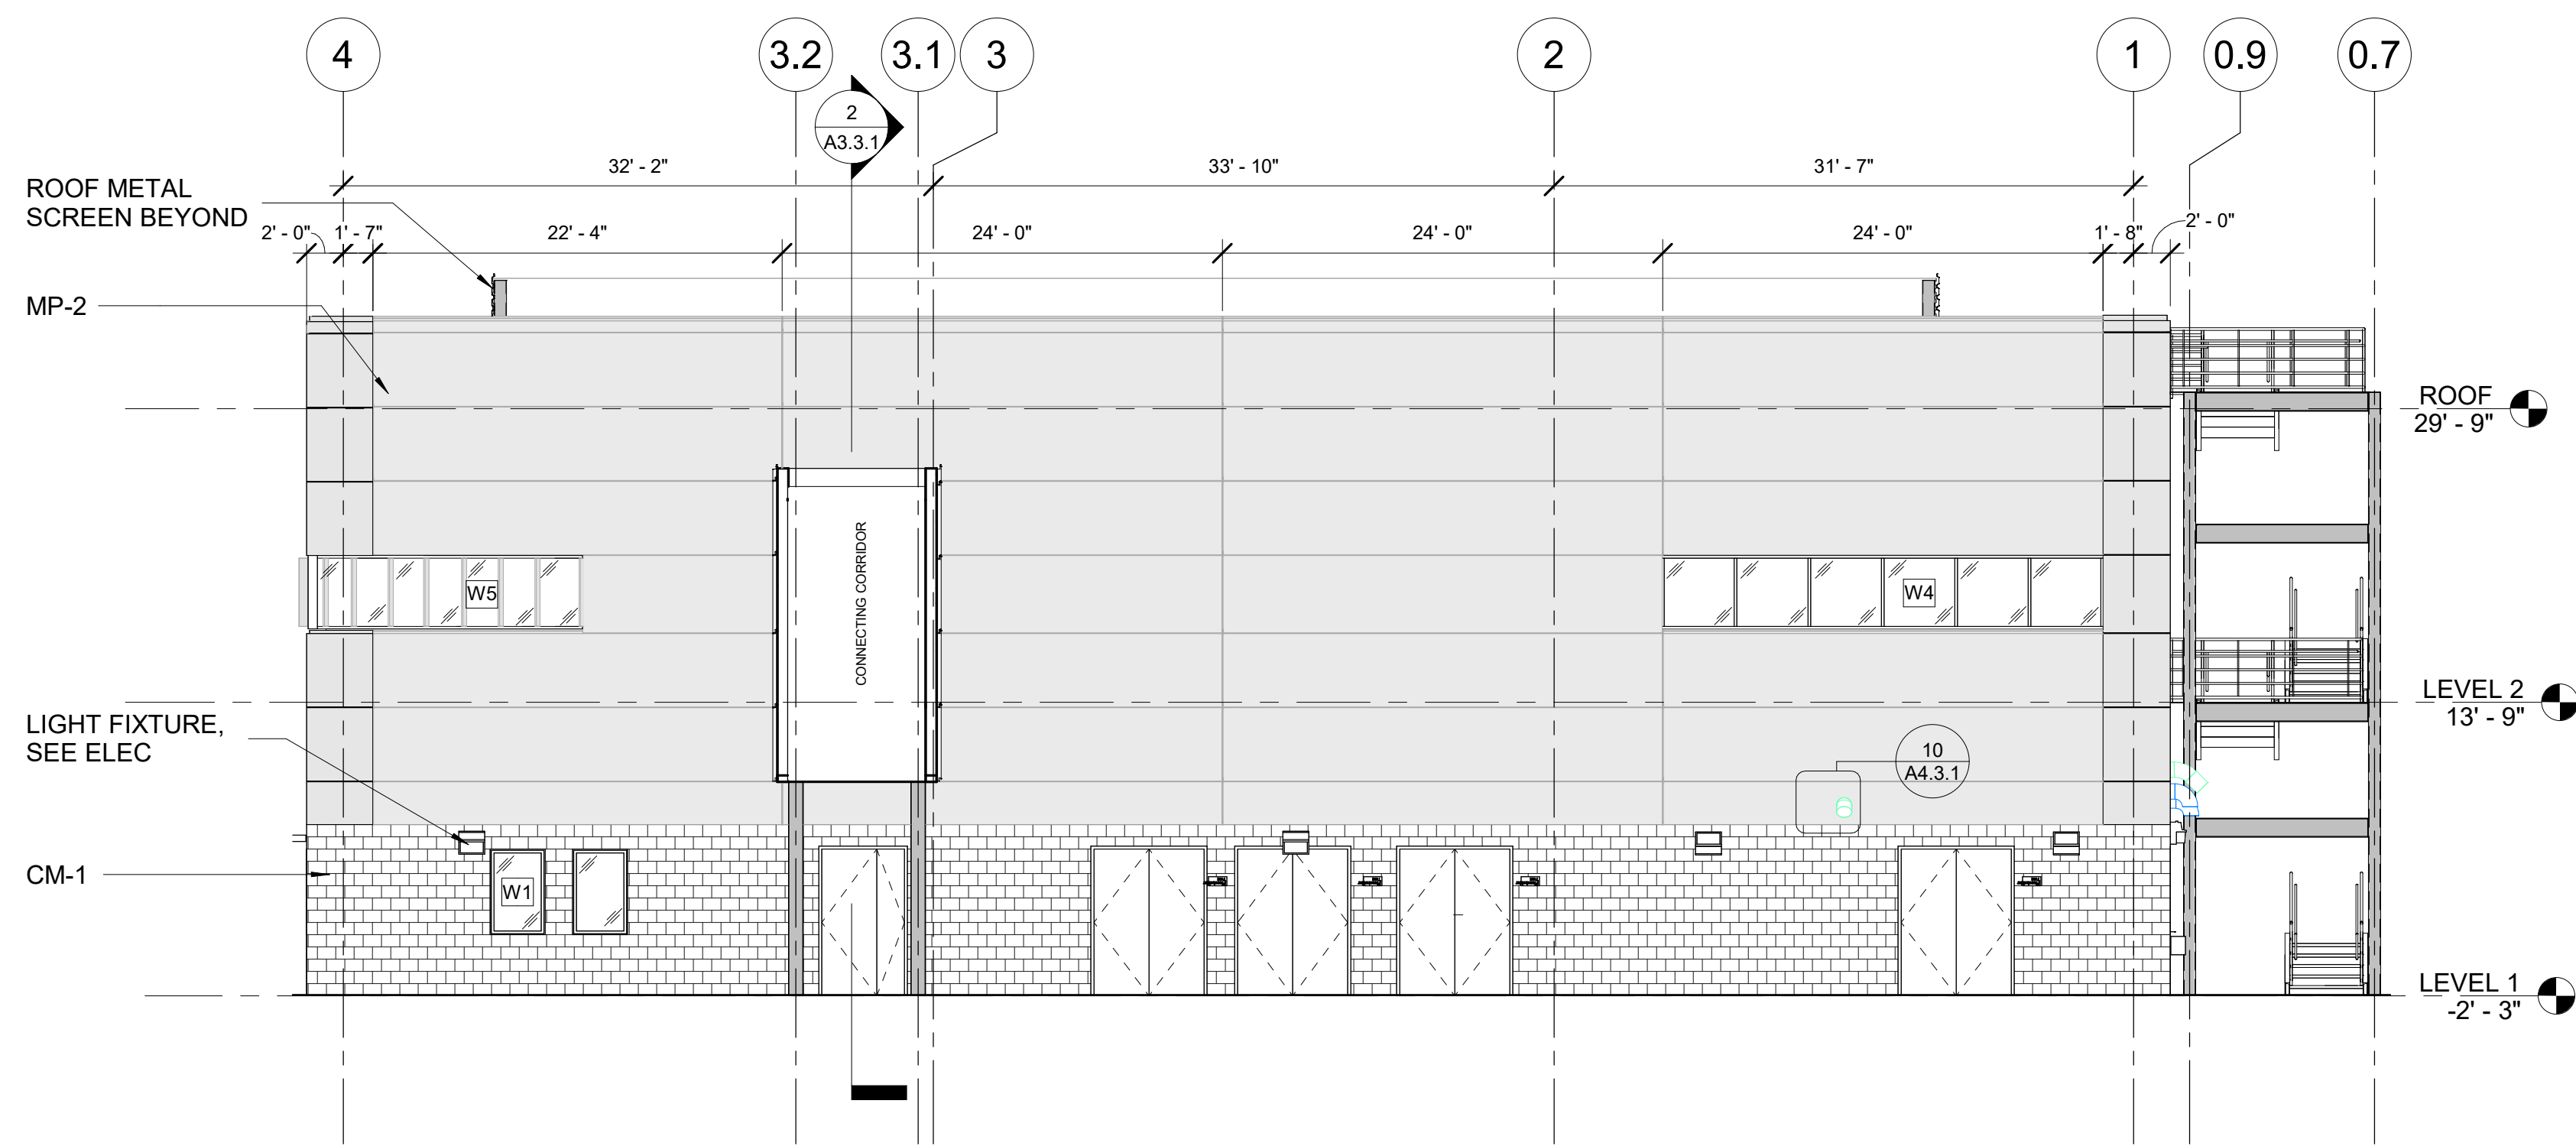 4
3.2
3.1
3
2
1
0.9
0.7
2
A3.3.1
32' - 2"
33' - 10"
31' - 7"
ROOF METAL
SCREEN BEYOND
2' - 0"
1' - 7"
22' - 4"
24' - 0"
24' - 0"
24' - 0"
1' - 8"
2' - 0"
MP-2
ROOF
29' - 9"
CONNECTING CORRIDOR
W5
W4
LEVEL 2
13' - 9"
LIGHT FIXTURE,
SEE ELEC
10
A4.3.1
CM-1
W1
LEVEL 1
-2' - 3"